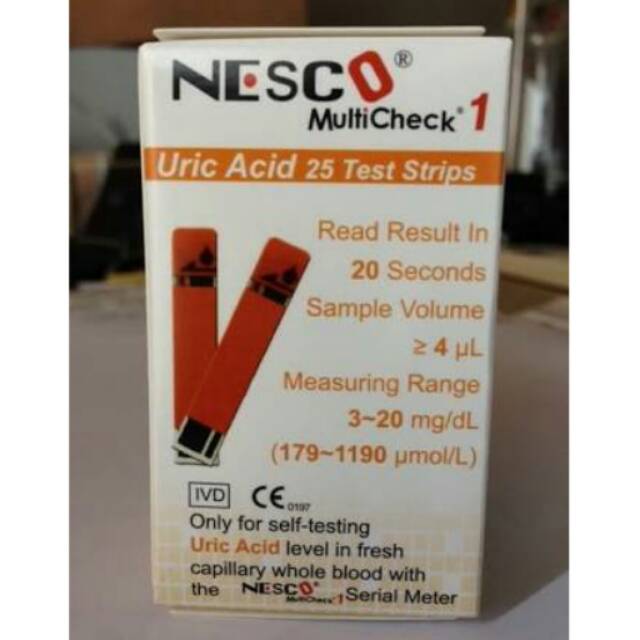 NESCO®
MultiCheck® 1
Uric Acid 25 Test Strips
Read Result In
20 Seconds
Sample Volume
≥ 4 µL
Measuring Range
3~20 mg/dL
(179~1190 µmol/L)
IVD CE 0197
Only for self-testing
Uric Acid level in fresh
capillary whole blood with
the NESCO® MultiCheck® 1 Serial Meter